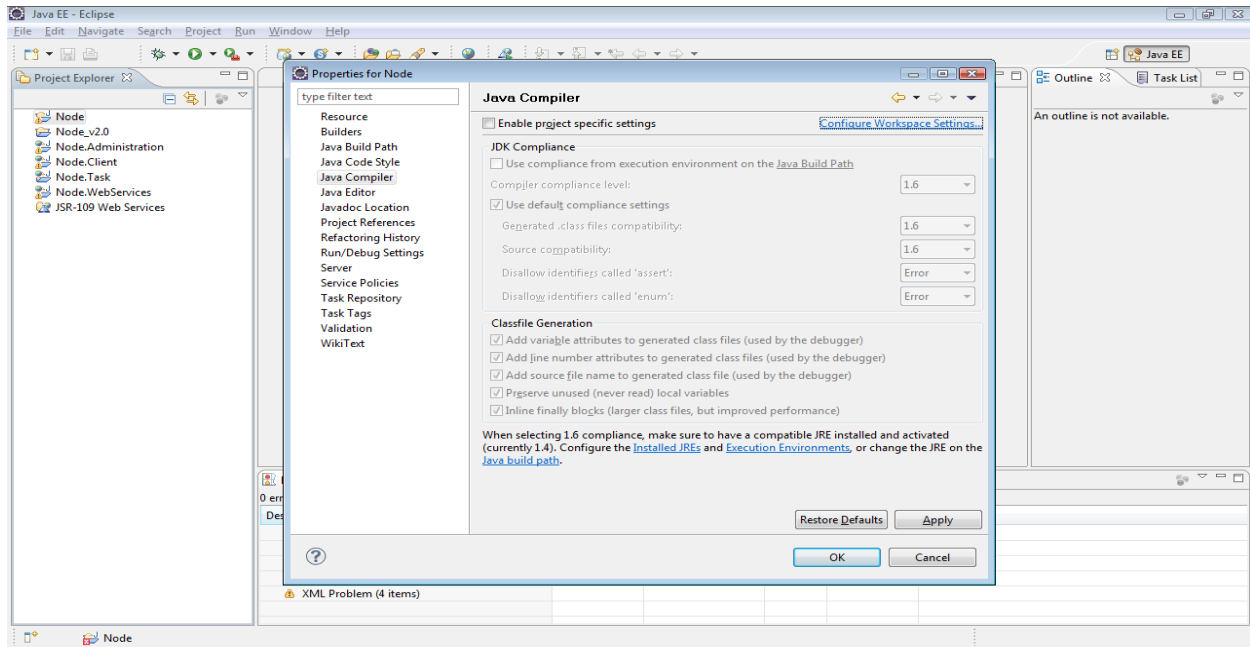 Java EE - Eclipse
File Edit Navigate Search Project Run Window Help
Java EE
Project Explorer
Node
Node_v2.0
Node.Administration
Node.Client
Node.Task
Node.WebServices
JSR-109 Web Services
Properties for Node
type filter text
Resource
Builders
Java Build Path
Java Code Style
Java Compiler
Java Editor
Javadoc Location
Project References
Refactoring History
Run/Debug Settings
Server
Service Policies
Task Repository
Task Tags
Validation
WikiText
Java Compiler
Enable project specific settings Configure Workspace Settings...
JDK Compliance
Use compliance from execution environment on the Java Build Path
Compiler compliance level: 1.6
Use default compliance settings
Generated .class files compatibility: 1.6
Source compatibility: 1.6
Disallow identifiers called 'assert': Error
Disallow identifiers called 'enum': Error
Classfile Generation
Add variable attributes to generated class files (used by the debugger)
Add line number attributes to generated class files (used by the debugger)
Add source file name to generated class file (used by the debugger)
Preserve unused (never read) local variables
Inline finally blocks (larger class files, but improved performance)
When selecting 1.6 compliance, make sure to have a compatible JRE installed and activated
(currently 1.4). Configure the Installed JREs and Execution Environments, or change the JRE on the
Java build path.
Restore Defaults Apply
OK Cancel
Outline Task List
An outline is not available.
0 err
Des
XML Problem (4 items)
Node